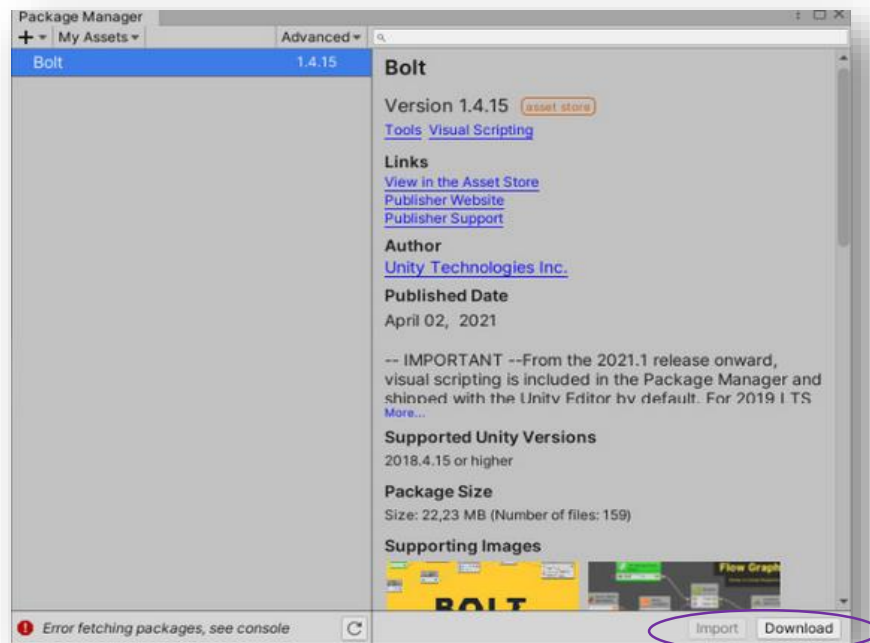 Package Manager
+ My Assets Advanced
Bolt 1.4.15
Bolt
Version 1.4.15 asset store
Tools Visual Scripting
Links
View in the Asset Store
Publisher Website
Publisher Support
Author
Unity Technologies Inc.
Published Date
April 02, 2021
-- IMPORTANT --From the 2021.1 release onward,
visual scripting is included in the Package Manager and
shipped with the Unity Editor by default. For 2019 LTS
More...
Supported Unity Versions
2018.4.15 or higher
Package Size
Size: 22,23 MB (Number of files: 159)
Supporting Images
BOLT
Flow Graph
Error fetching packages, see console
Import Download